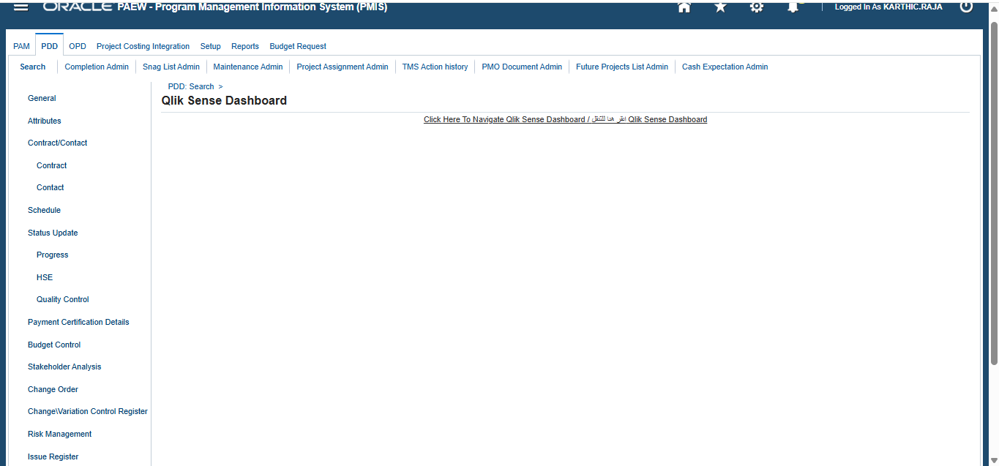 ORACLE PAEW - Program Management Information System (PMIS) Logged In As KARTHIC.RAJA
PAM PDD OPD Project Costing Integration Setup Reports Budget Request
Search Completion Admin Snag List Admin Maintenance Admin Project Assignment Admin TMS Action history PMO Document Admin Future Projects List Admin Cash Expectation Admin
PDD: Search >
Qlik Sense Dashboard
Click Here To Navigate Qlik Sense Dashboard / انقر هنا للتنقل Qlik Sense Dashboard
General
Attributes
Contract/Contact
Contract
Contact
Schedule
Status Update
Progress
HSE
Quality Control
Payment Certification Details
Budget Control
Stakeholder Analysis
Change Order
Change\Variation Control Register
Risk Management
Issue Register